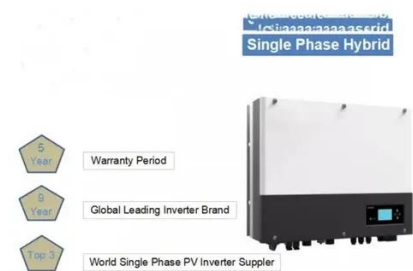 Single Phase Hybrid
5
Year
Warranty Period
9
Year
Global Leading Inverter Brand
Top 3
World Single Phase PV Inverter Suppler